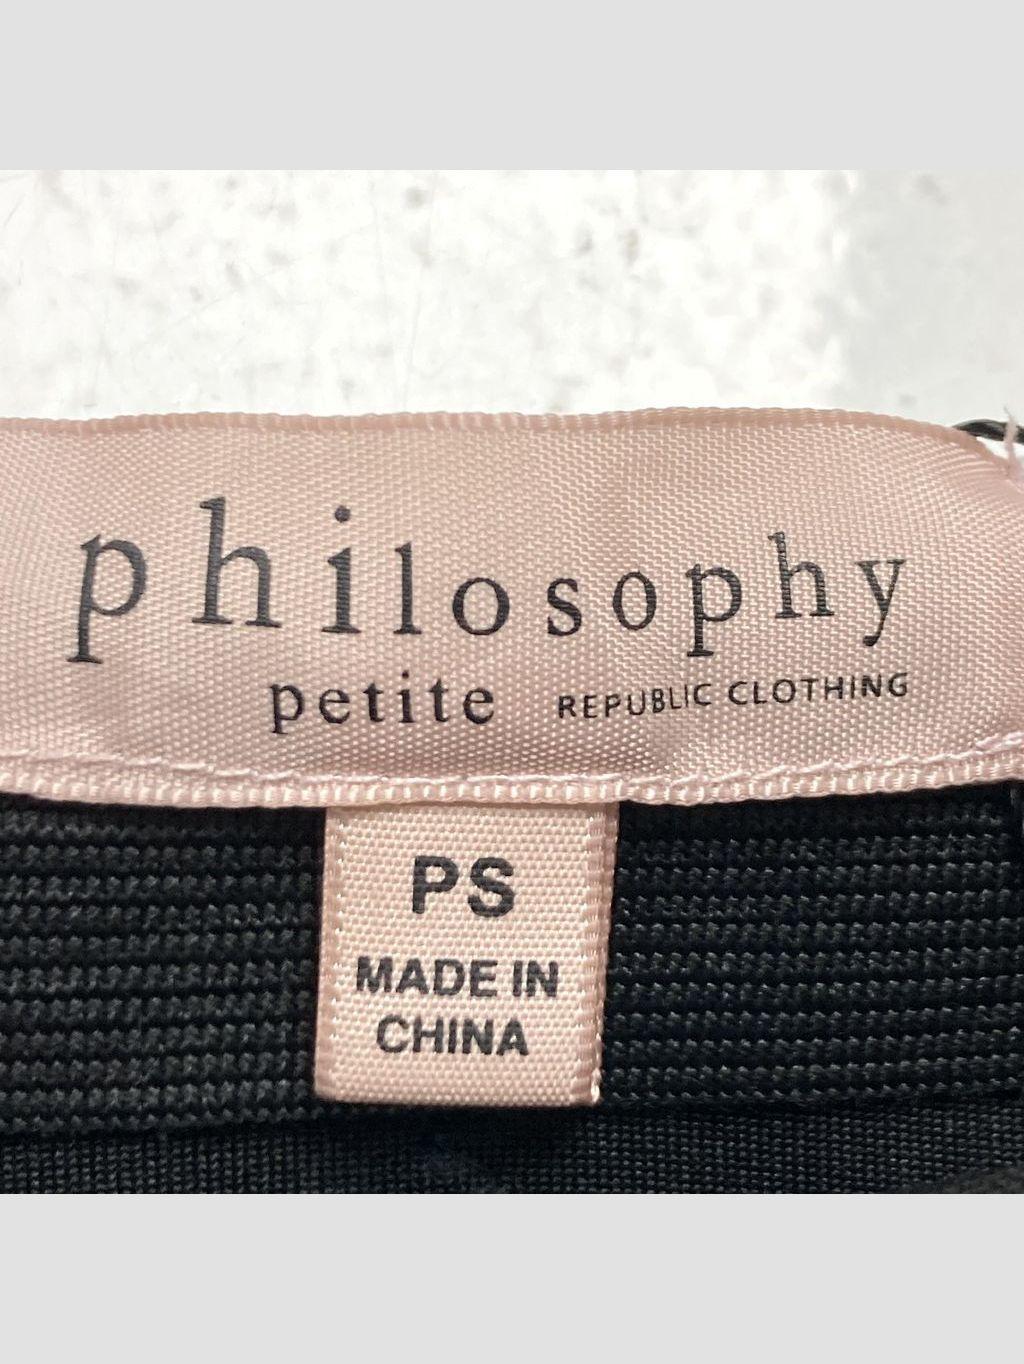 philosophy
petite REPUBLIC CLOTHING
PS
MADE IN
CHINA